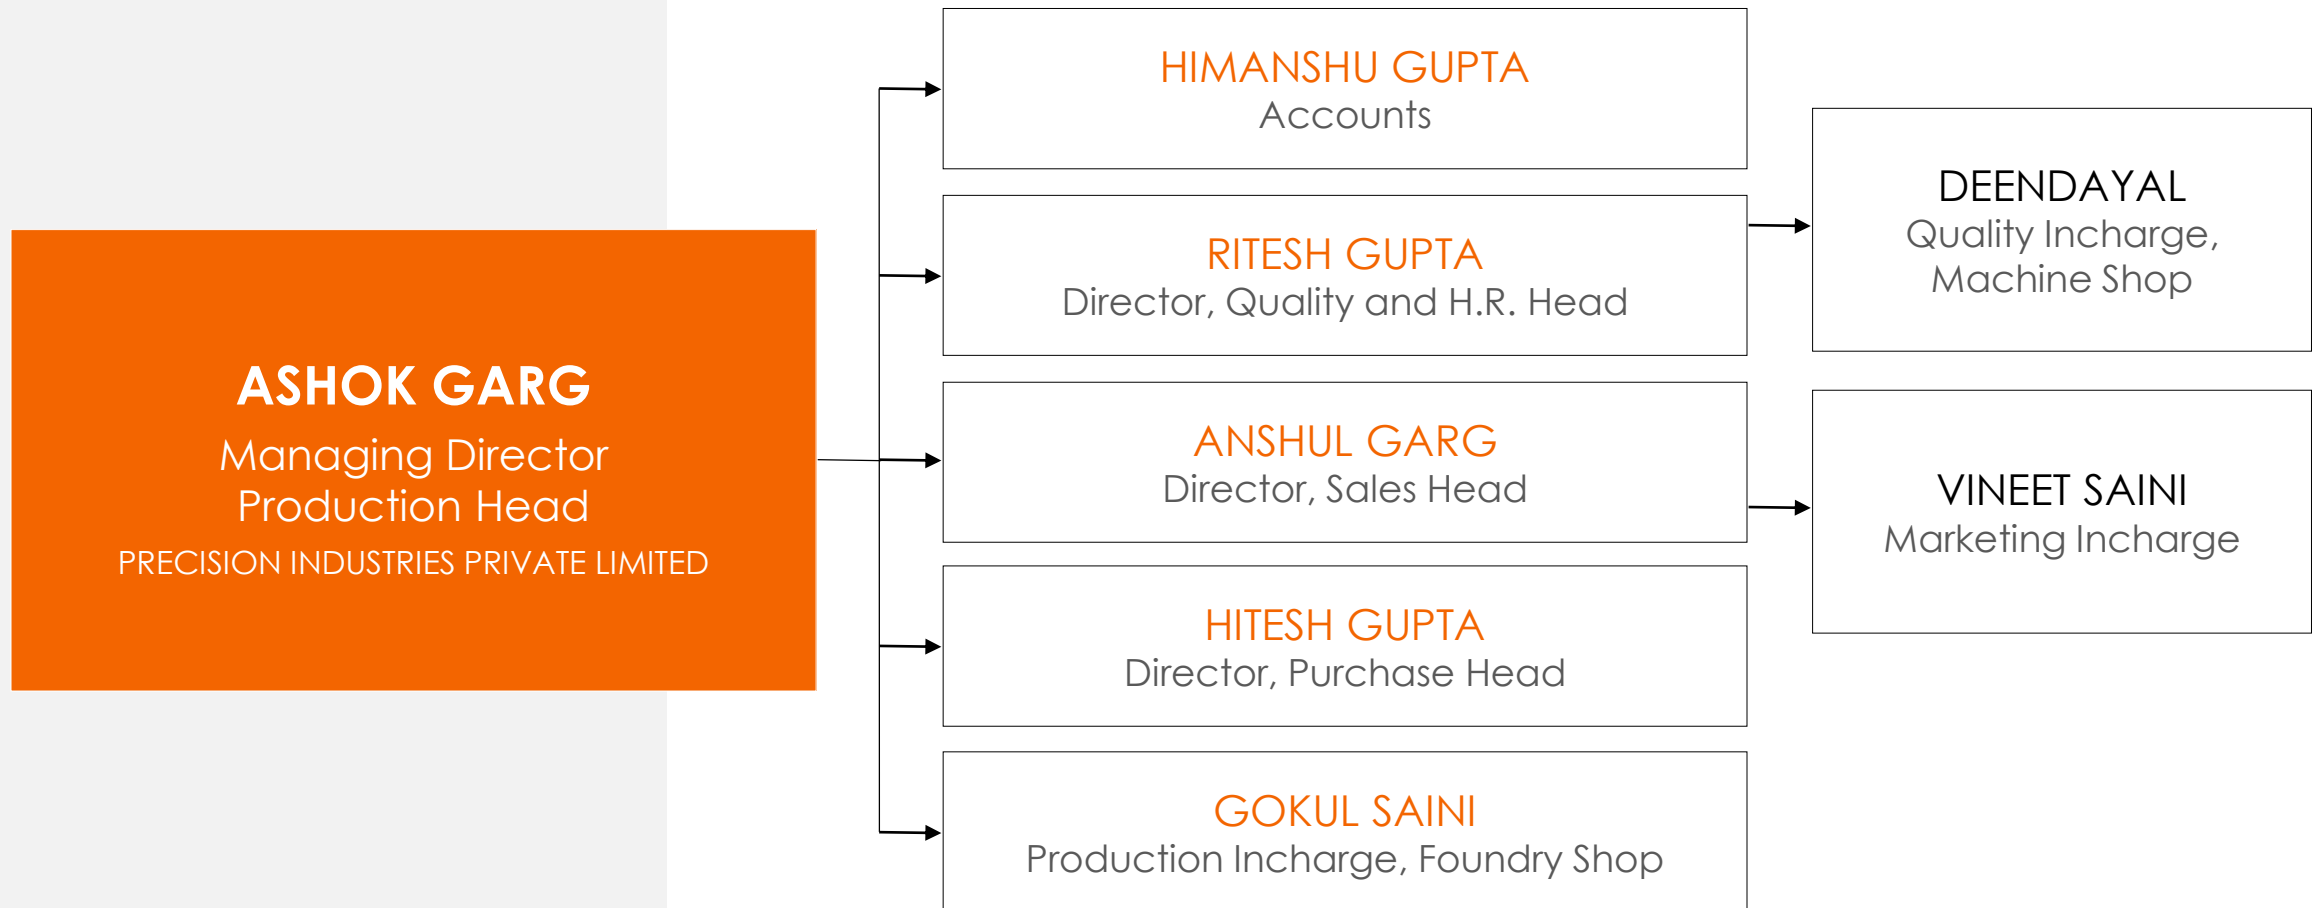 ASHOK GARG
Managing Director
Production Head
PRECISION INDUSTRIES PRIVATE LIMITED
HIMANSHU GUPTA
Accounts
RITESH GUPTA
Director, Quality and H.R. Head
ANSHUL GARG
Director, Sales Head
HITESH GUPTA
Director, Purchase Head
GOKUL SAINI
Production Incharge, Foundry Shop
DEENDAYAL
Quality Incharge,
Machine Shop
VINEET SAINI
Marketing Incharge